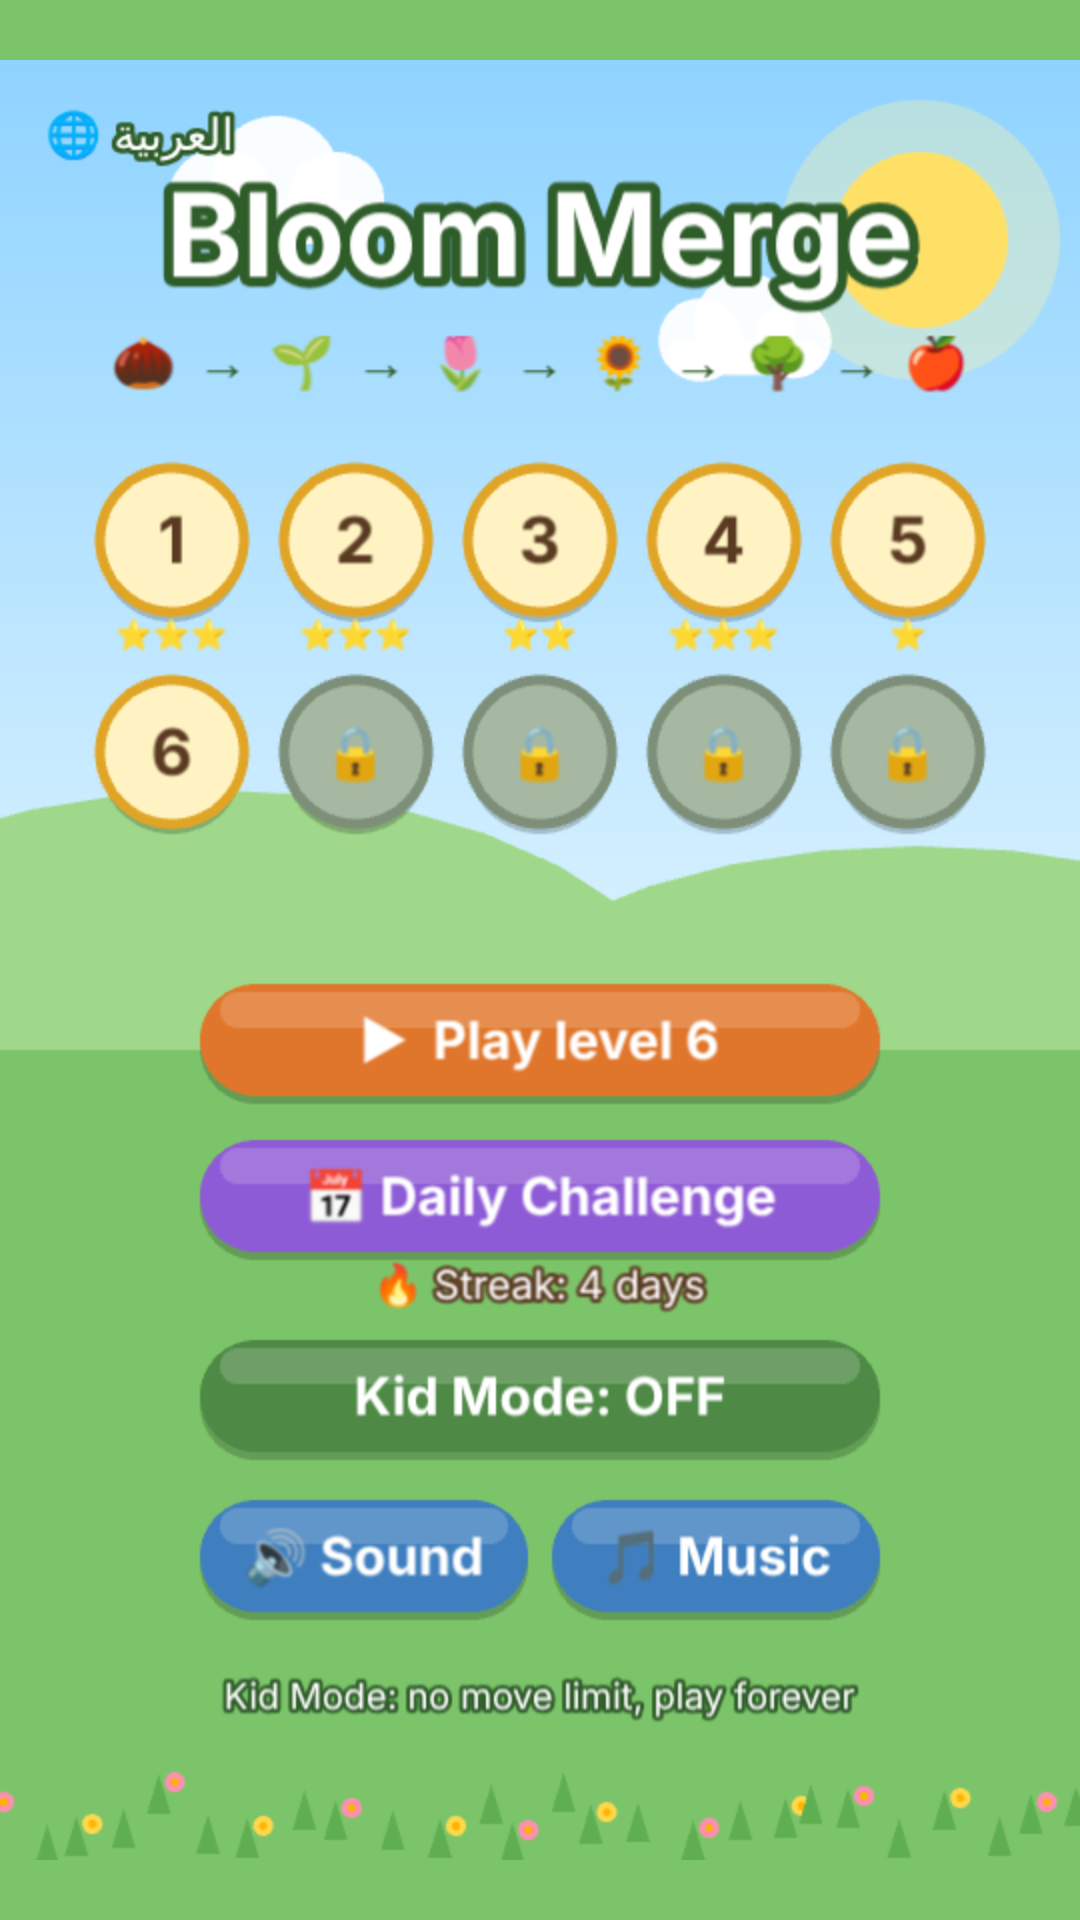 العربية
Bloom Merge
1 2 3 4 5
6
Play level 6
July 17 Daily Challenge
Streak: 4 days
Kid Mode: OFF
Sound Music
Kid Mode: no move limit, play forever